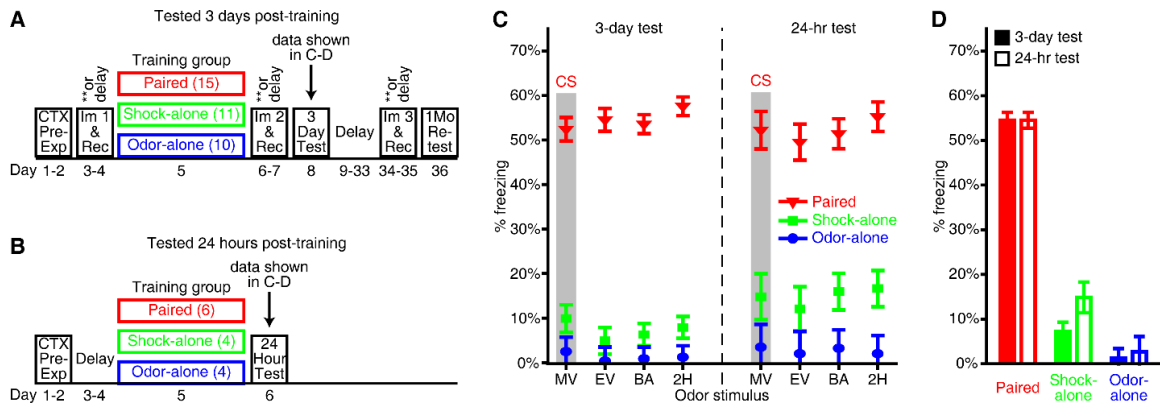 A
Tested 3 days post-training
Training group
Paired (15)
Shock-alone (11)
Odor-alone (10)
data shown
in C-D
**or
delay
**or
delay
**or
delay
CTX
Pre-
Exp
Im 1
&
Rec
Im 2
&
Rec
3
Day
Test
Delay
Im 3
&
Rec
1Mo
Re-
test
Day 1-2 3-4 5 6-7 8 9-33 34-35 36
B
Tested 24 hours post-training
Training group
Paired (6)
Shock-alone (4)
Odor-alone (4)
data shown
in C-D
CTX
Pre-
Exp
Delay
24
Hour
Test
Day 1-2 3-4 5 6
C
3-day test 24-hr test
70%
60%
50%
40%
30%
20%
10%
0%
% freezing
CS CS
Paired
Shock-alone
Odor-alone
MV EV BA 2H MV EV BA 2H
Odor stimulus
D
3-day test
24-hr test
70%
60%
50%
40%
30%
20%
10%
0%
% freezing
Paired
Shock-
alone
Odor-
alone